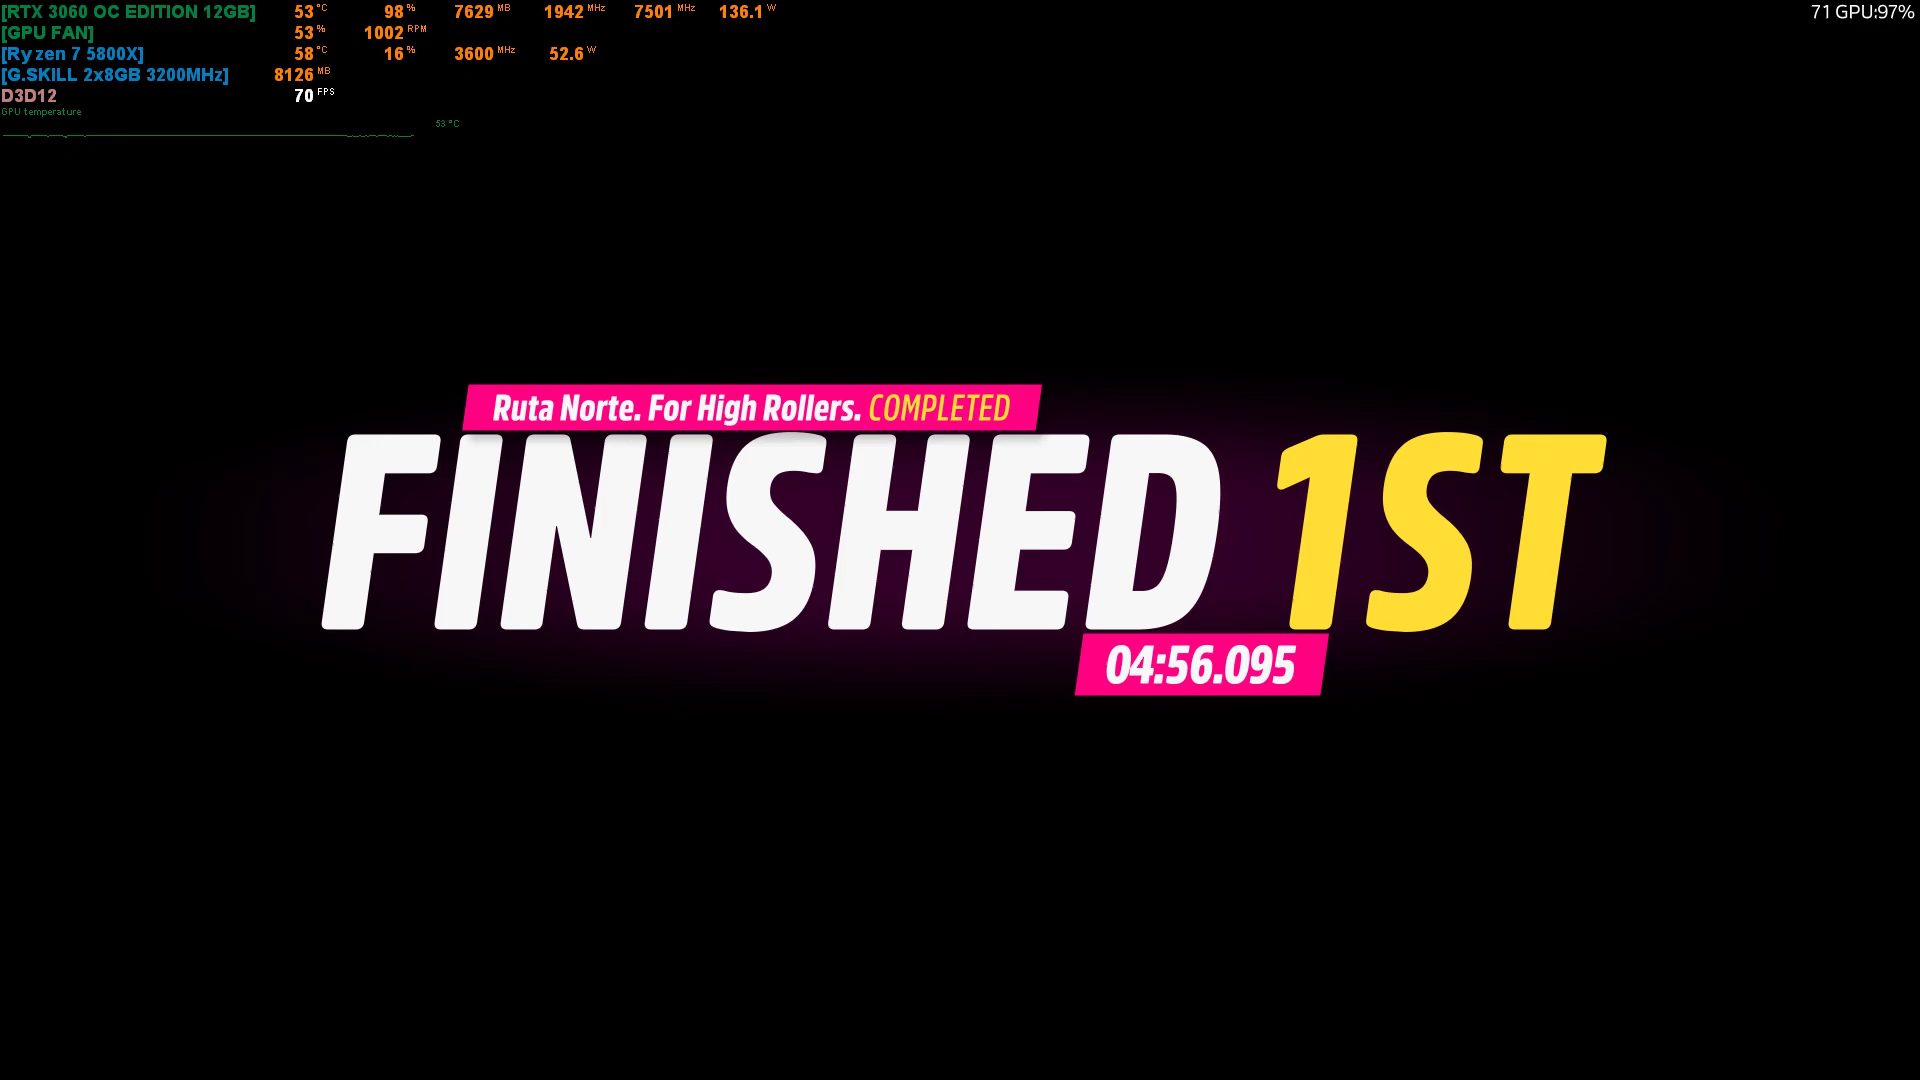 [RTX 3060 OC EDITION 12GB] 53 °C 98 % 7629 MB 1942 MHz 7501 MHz 136.1 W
71 GPU:97%
[GPU FAN] 53 % 1002 RPM
[Ryzen 7 5800X] 58 °C 16 % 3600 MHz 52.6 W
[G.SKILL 2x8GB 3200MHz] 8126 MB
D3D12 70 FPS
GPU temperature
53 °C
Ruta Norte. For High Rollers. COMPLETED
FINISHED 1ST
04:56.095